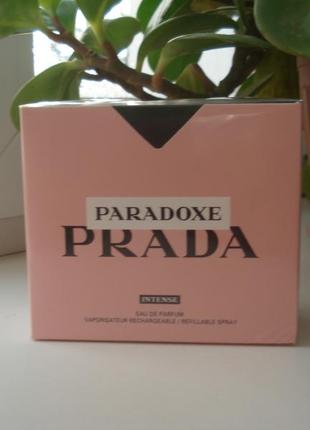 PARADOXE
PRADA
INTENSE
EAU DE PARFUM
VAPORISATEUR RECHARGEABLE / REFILLABLE SPRAY